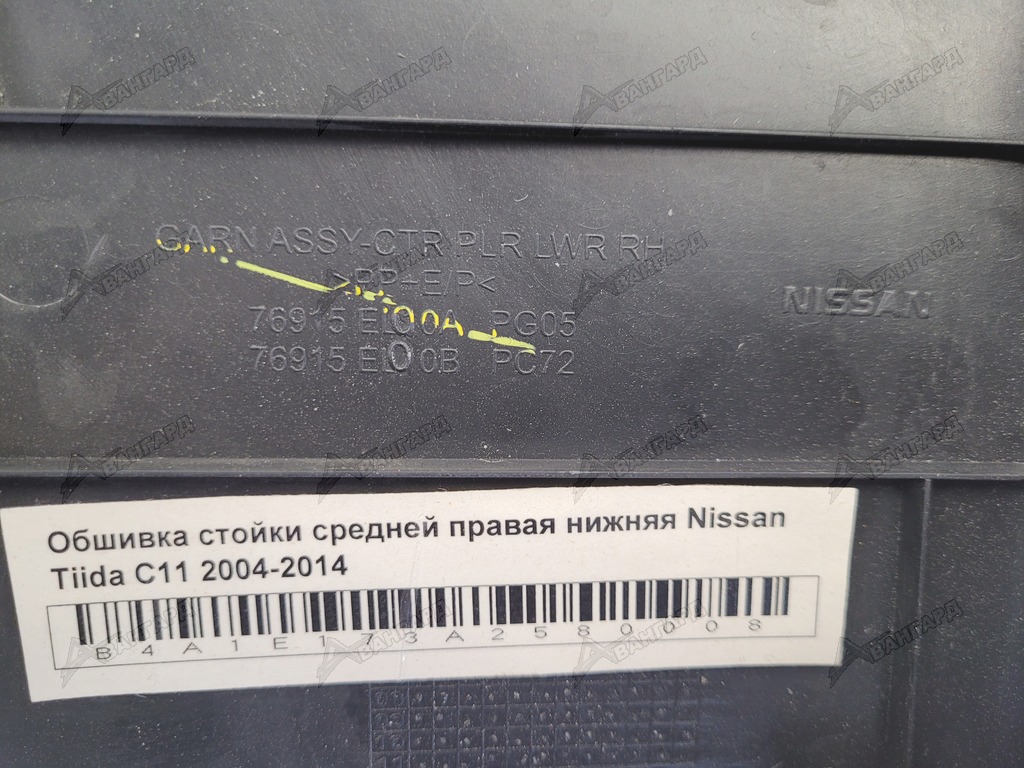 GARN ASSY-CTR PLR LWR RH
>PP-E/P<
76915 EL00A PG05
76915 EL00B PC72
NISSAN
Обшивка стойки средней правая нижняя Nissan
Tiida C11 2004-2014
B4A1E173A2580008
АВАНГАРД